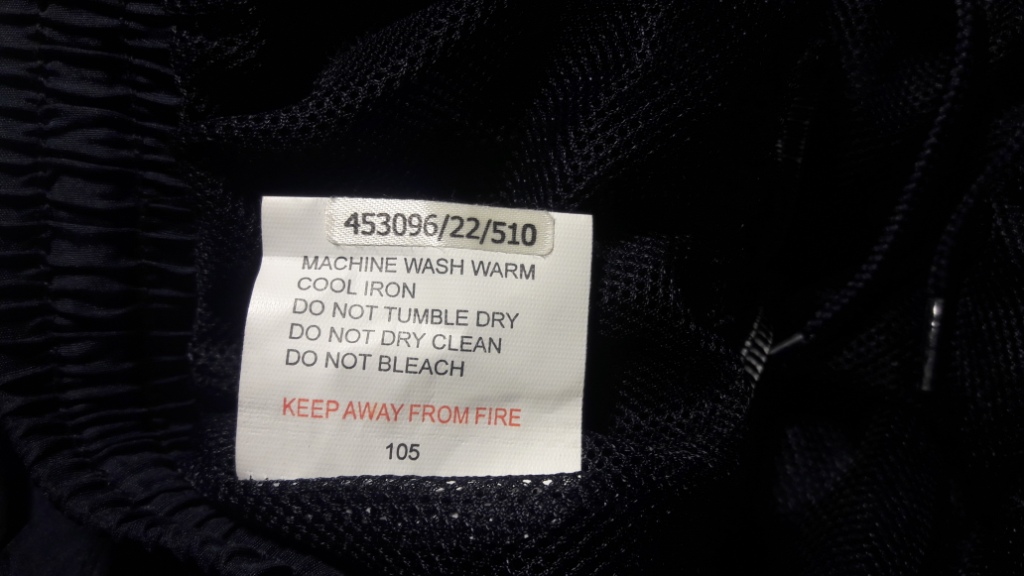 453096/22/510
MACHINE WASH WARM
COOL IRON
DO NOT TUMBLE DRY
DO NOT DRY CLEAN
DO NOT BLEACH
KEEP AWAY FROM FIRE
105